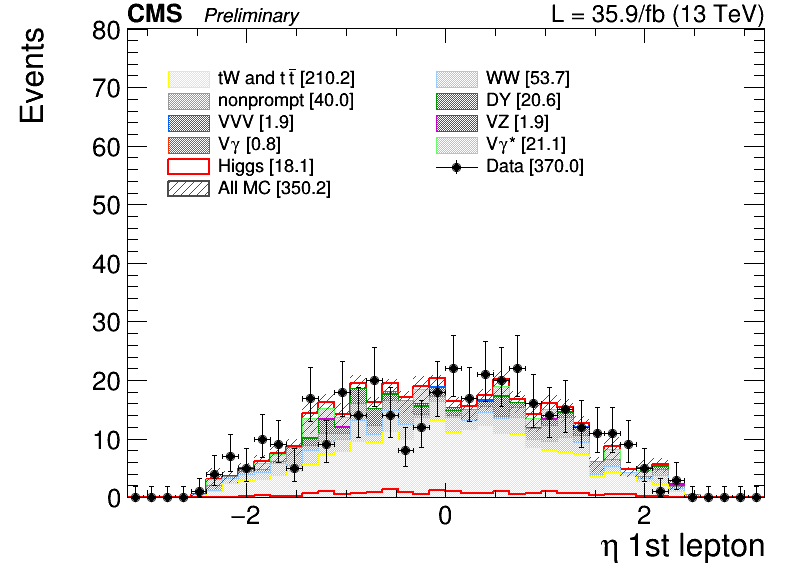 CMS Preliminary L = 35.9/fb (13 TeV)
Events
80
70
60
50
40
30
20
10
0
tW and t t̅ [210.2]
WW [53.7]
nonprompt [40.0]
DY [20.6]
VVV [1.9]
VZ [1.9]
Vγ [0.8]
Vγ* [21.1]
Higgs [18.1]
Data [370.0]
All MC [350.2]
−2 0 2
η 1st lepton